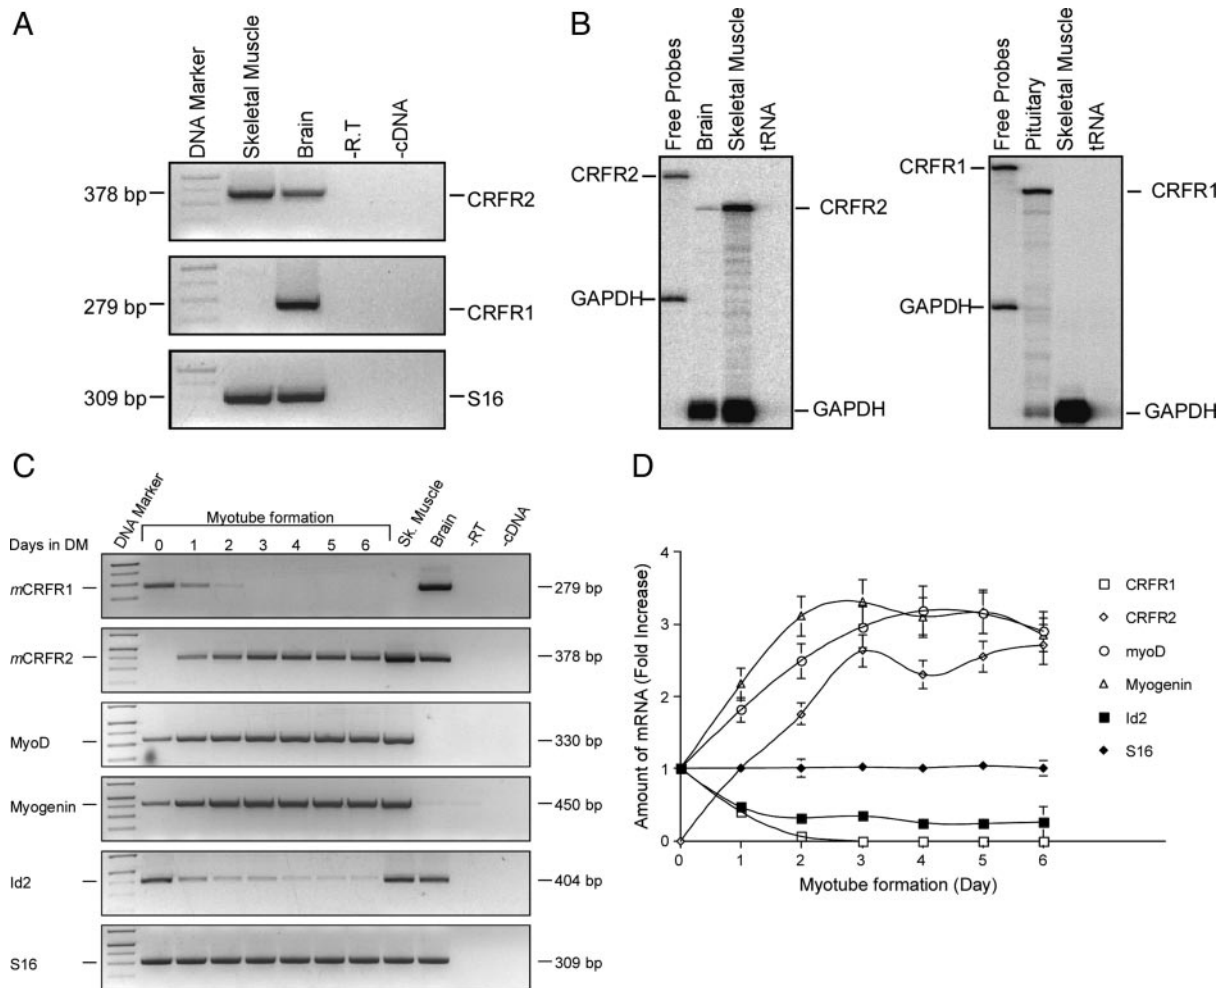 A
DNA Marker
Skeletal Muscle
Brain
-R.T
-cDNA
378 bp
CRFR2
279 bp
CRFR1
309 bp
S16
B
Free Probes
Brain
Skeletal Muscle
tRNA
CRFR2
CRFR2
GAPDH
GAPDH
Free Probes
Pituitary
Skeletal Muscle
tRNA
CRFR1
CRFR1
GAPDH
GAPDH
C
DNA Marker
Myotube formation
Sk. Muscle
Brain
-RT
-cDNA
Days in DM 0 1 2 3 4 5 6
mCRFR1 279 bp
mCRFR2 378 bp
MyoD 330 bp
Myogenin 450 bp
Id2 404 bp
S16 309 bp
D
Amount of mRNA (Fold Increase)
4
3
2
1
0
0 1 2 3 4 5 6
Myotube formation (Day)
CRFR1
CRFR2
myoD
Myogenin
Id2
S16